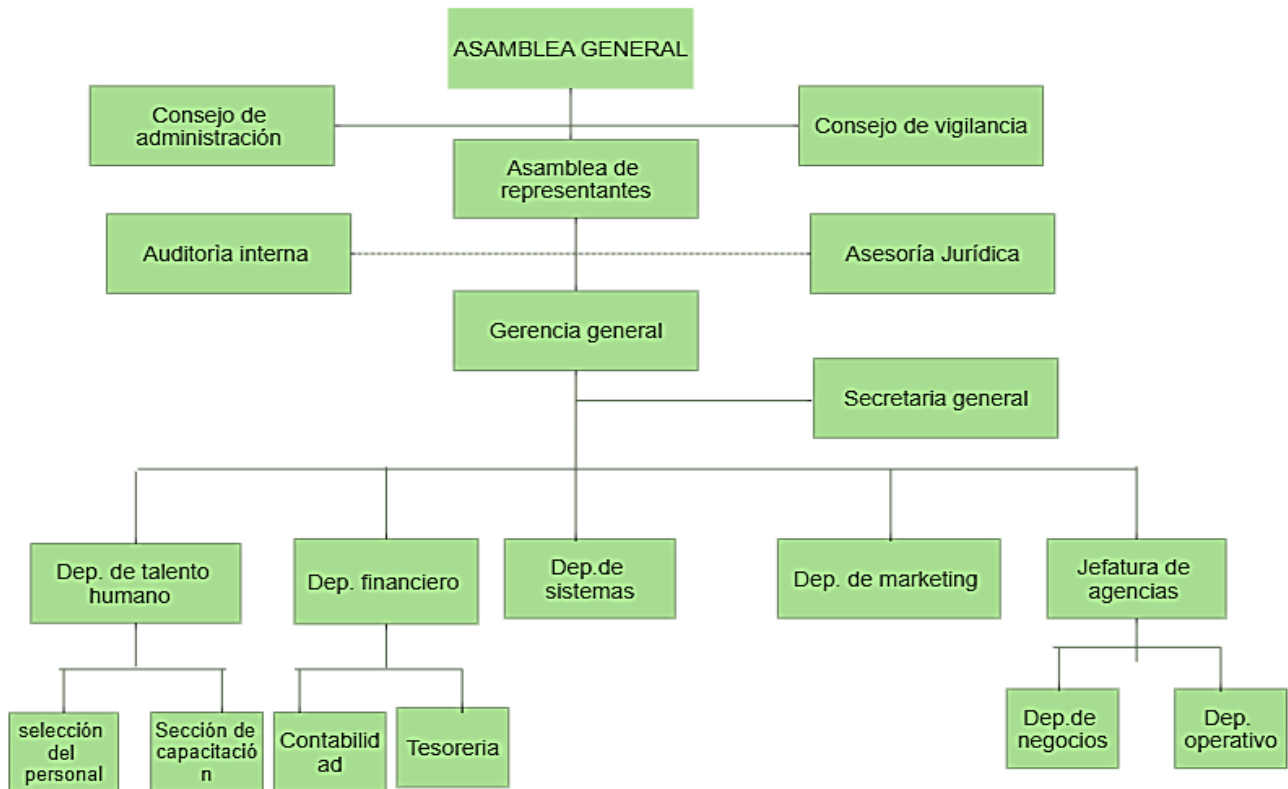 ASAMBLEA GENERAL
Consejo de
administración
Consejo de vigilancia
Asamblea de
representantes
Auditorìa interna
Asesoría Jurídica
Gerencia general
Secretaria general
Dep. de talento
humano
Dep. financiero
Dep.de
sistemas
Dep. de marketing
Jefatura de
agencias
selección
del
personal
Sección de
capacitació
n
Contabilid
ad
Tesoreria
Dep.de
negocios
Dep.
operativo